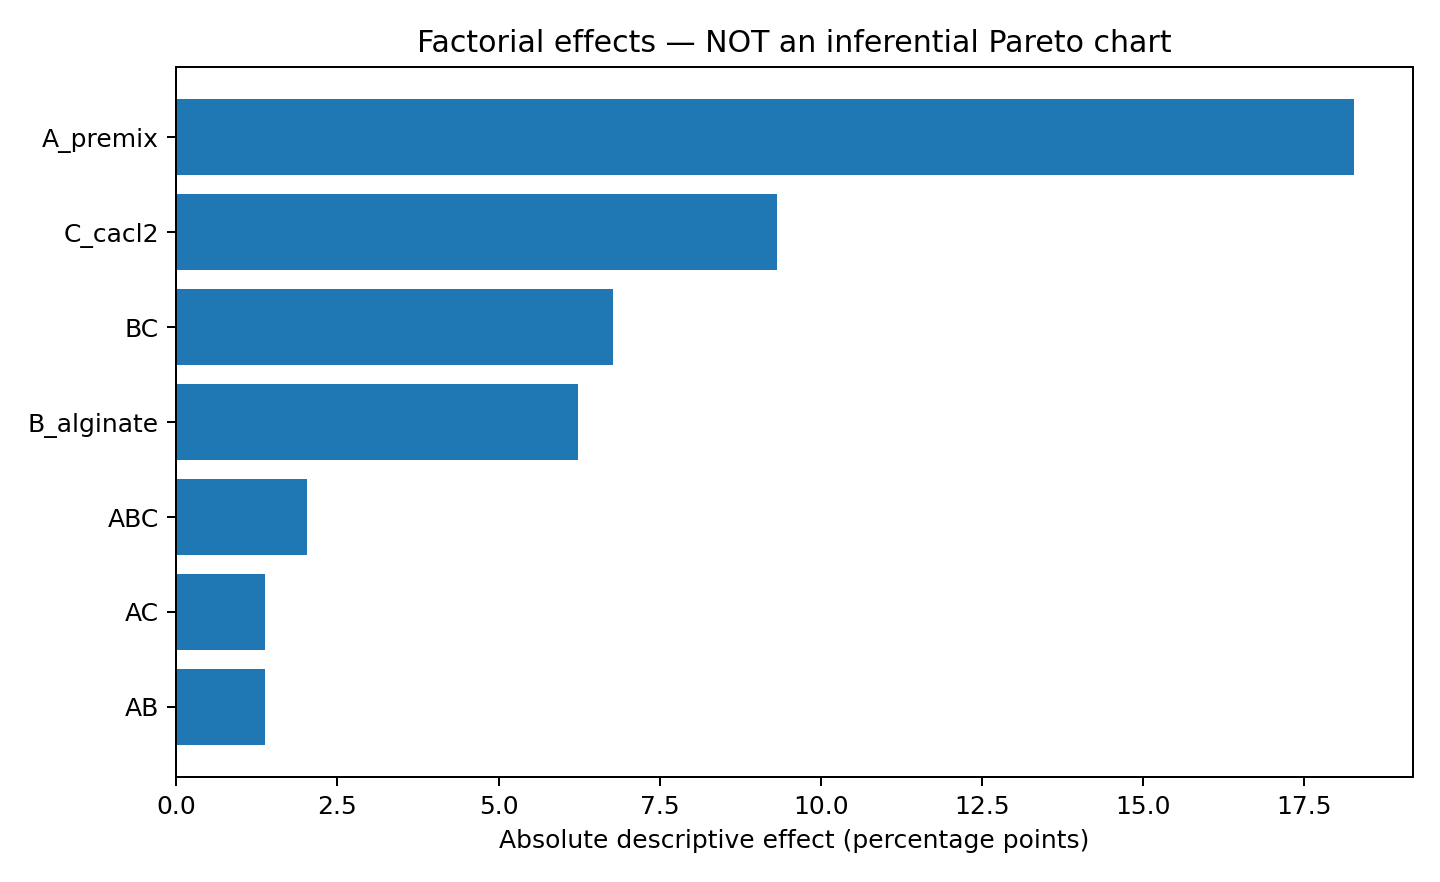 Factorial effects — NOT an inferential Pareto chart
A_premix
C_cacl2
BC
B_alginate
ABC
AC
AB
0.0 2.5 5.0 7.5 10.0 12.5 15.0 17.5
Absolute descriptive effect (percentage points)